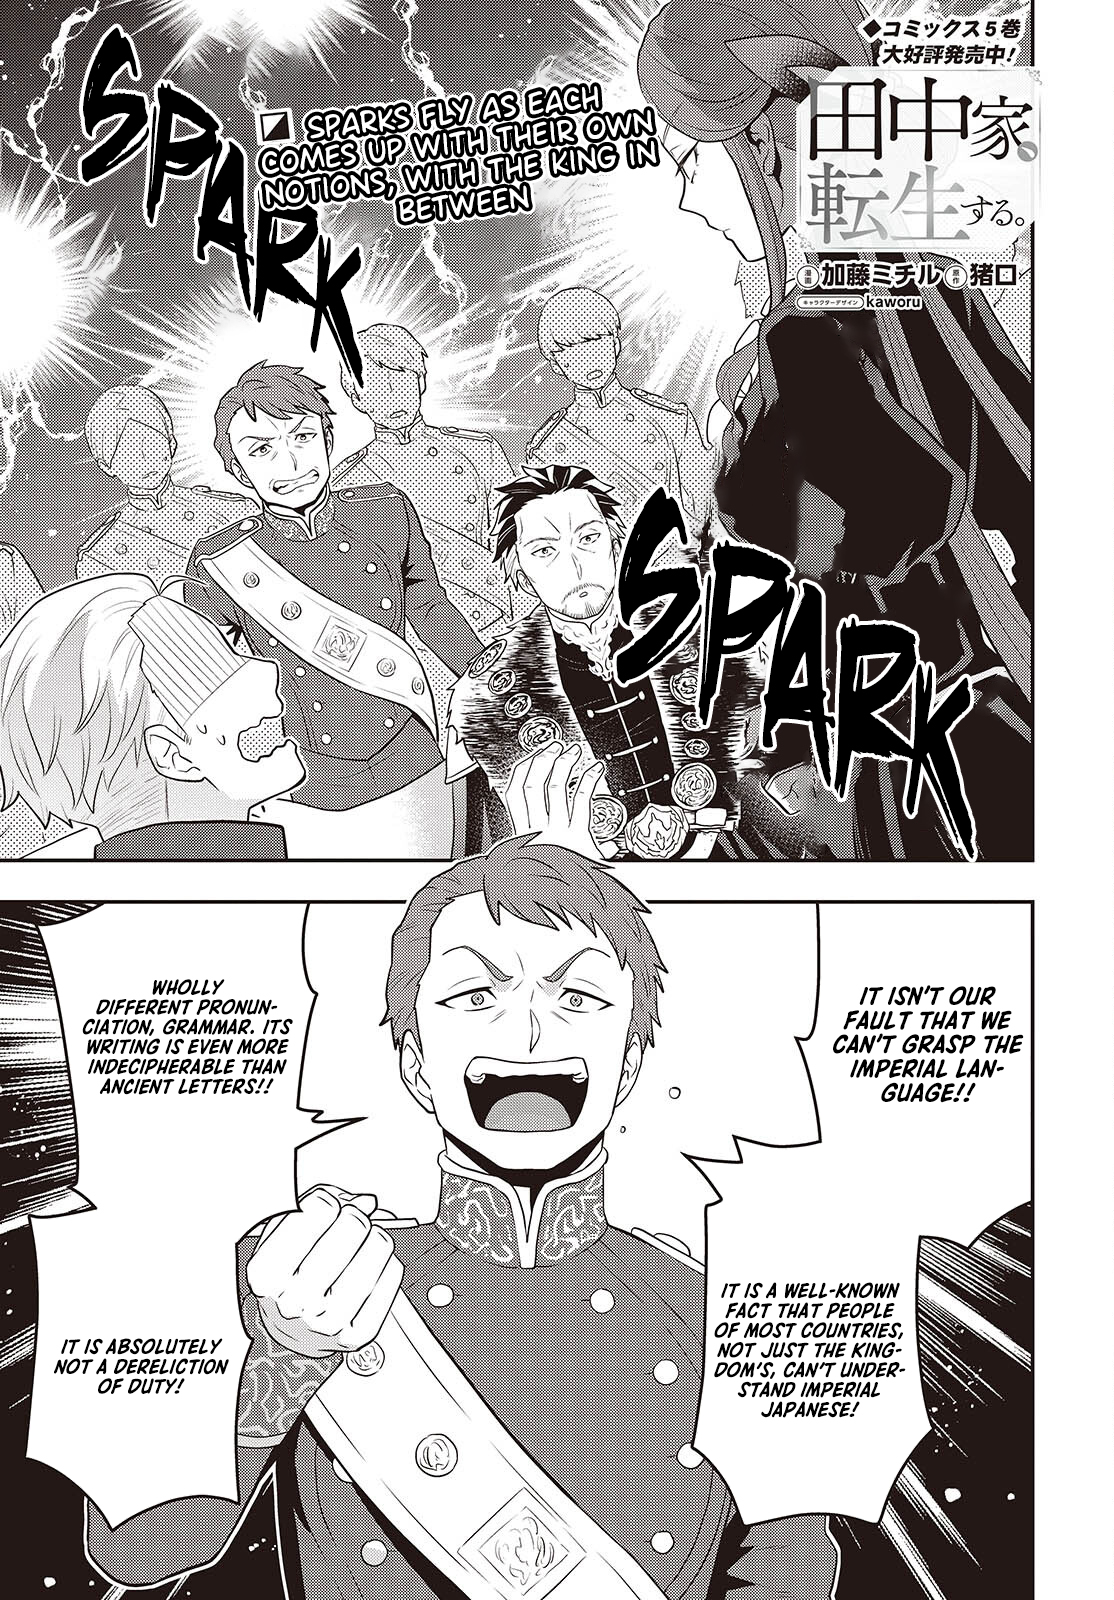 ◆コミックス5巻
大好評発売中!
田中家、
転生する。
漫画 加藤ミチル 原作 猪口
キャラクターデザイン kaworu
SPARKS FLY AS EACH
COMES UP WITH THEIR OWN
NOTIONS, WITH THE KING IN
BETWEEN
SPARK
SPARK
IT ISN'T OUR
FAULT THAT WE
CAN'T GRASP THE
IMPERIAL LAN-
GUAGE!!
IT IS A WELL-KNOWN
FACT THAT PEOPLE
OF MOST COUNTRIES,
NOT JUST THE KING-
DOM'S, CAN'T UNDER-
STAND IMPERIAL
JAPANESE!
WHOLLY
DIFFERENT PRONUN-
CIATION, GRAMMAR. ITS
WRITING IS EVEN MORE
INDECIPHERABLE THAN
ANCIENT LETTERS!!
IT IS ABSOLUTELY
NOT A DERELICTION
OF DUTY!